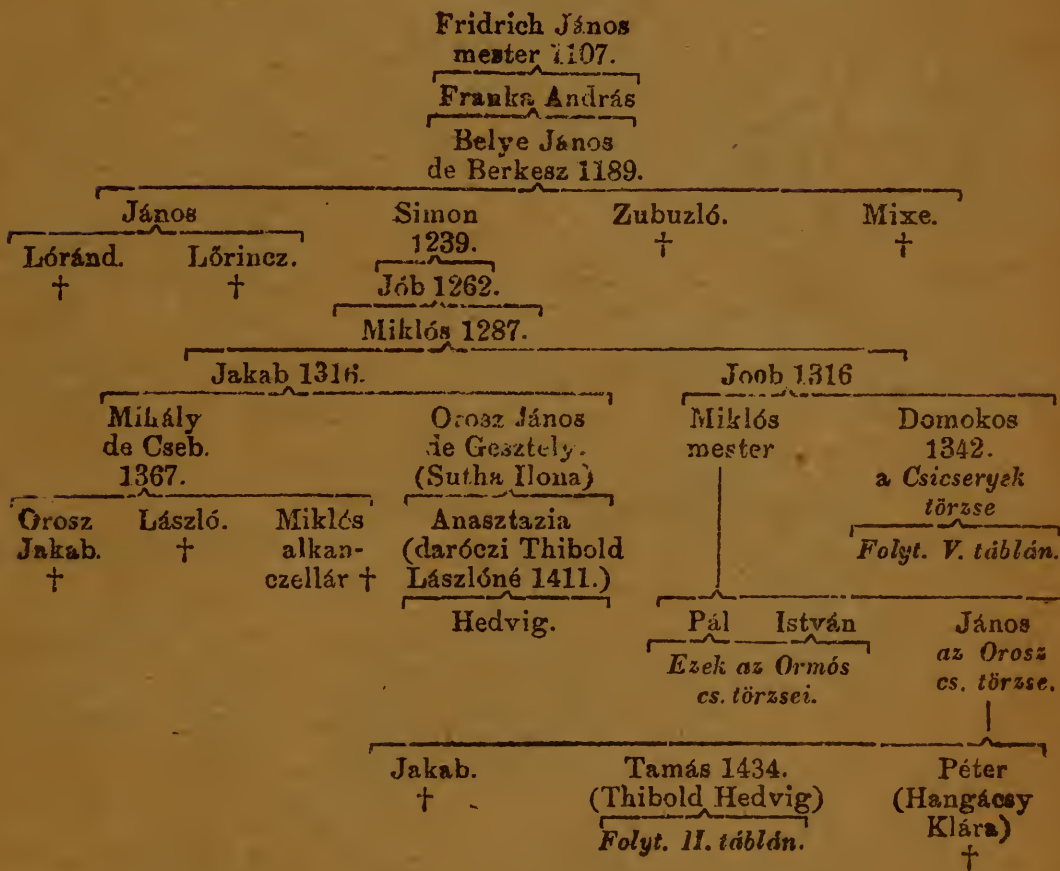 Fridrich János
mester 1107.
Franka András
Belye János
de Berkesz 1189.
János Simon Zubuzló. Mixe.
1239. † †
Lóránd. Lőrincz.
† † Jób 1262.
Miklós 1287.
Jakab 1316. Joob 1316
Mihály Orosz János Miklós Domokos
de Cseb. de Gesztely. mester 1342.
1367. (Sutha Ilona) a Csicseryek
törzse
Orosz László. Miklós Anasztazia
Jakab. † alkan- (daróczi Thibold Folyt. V. táblán.
† czellár † Lászlóné 1411.)
Hedvig. Pál István János
Ezek az Ormós az Orosz
cs. törzsei. cs. törzse.
Jakab. Tamás 1434. Péter
† (Thibold Hedvig) (Hangácsy
Folyt. II. táblán. Klára)
†